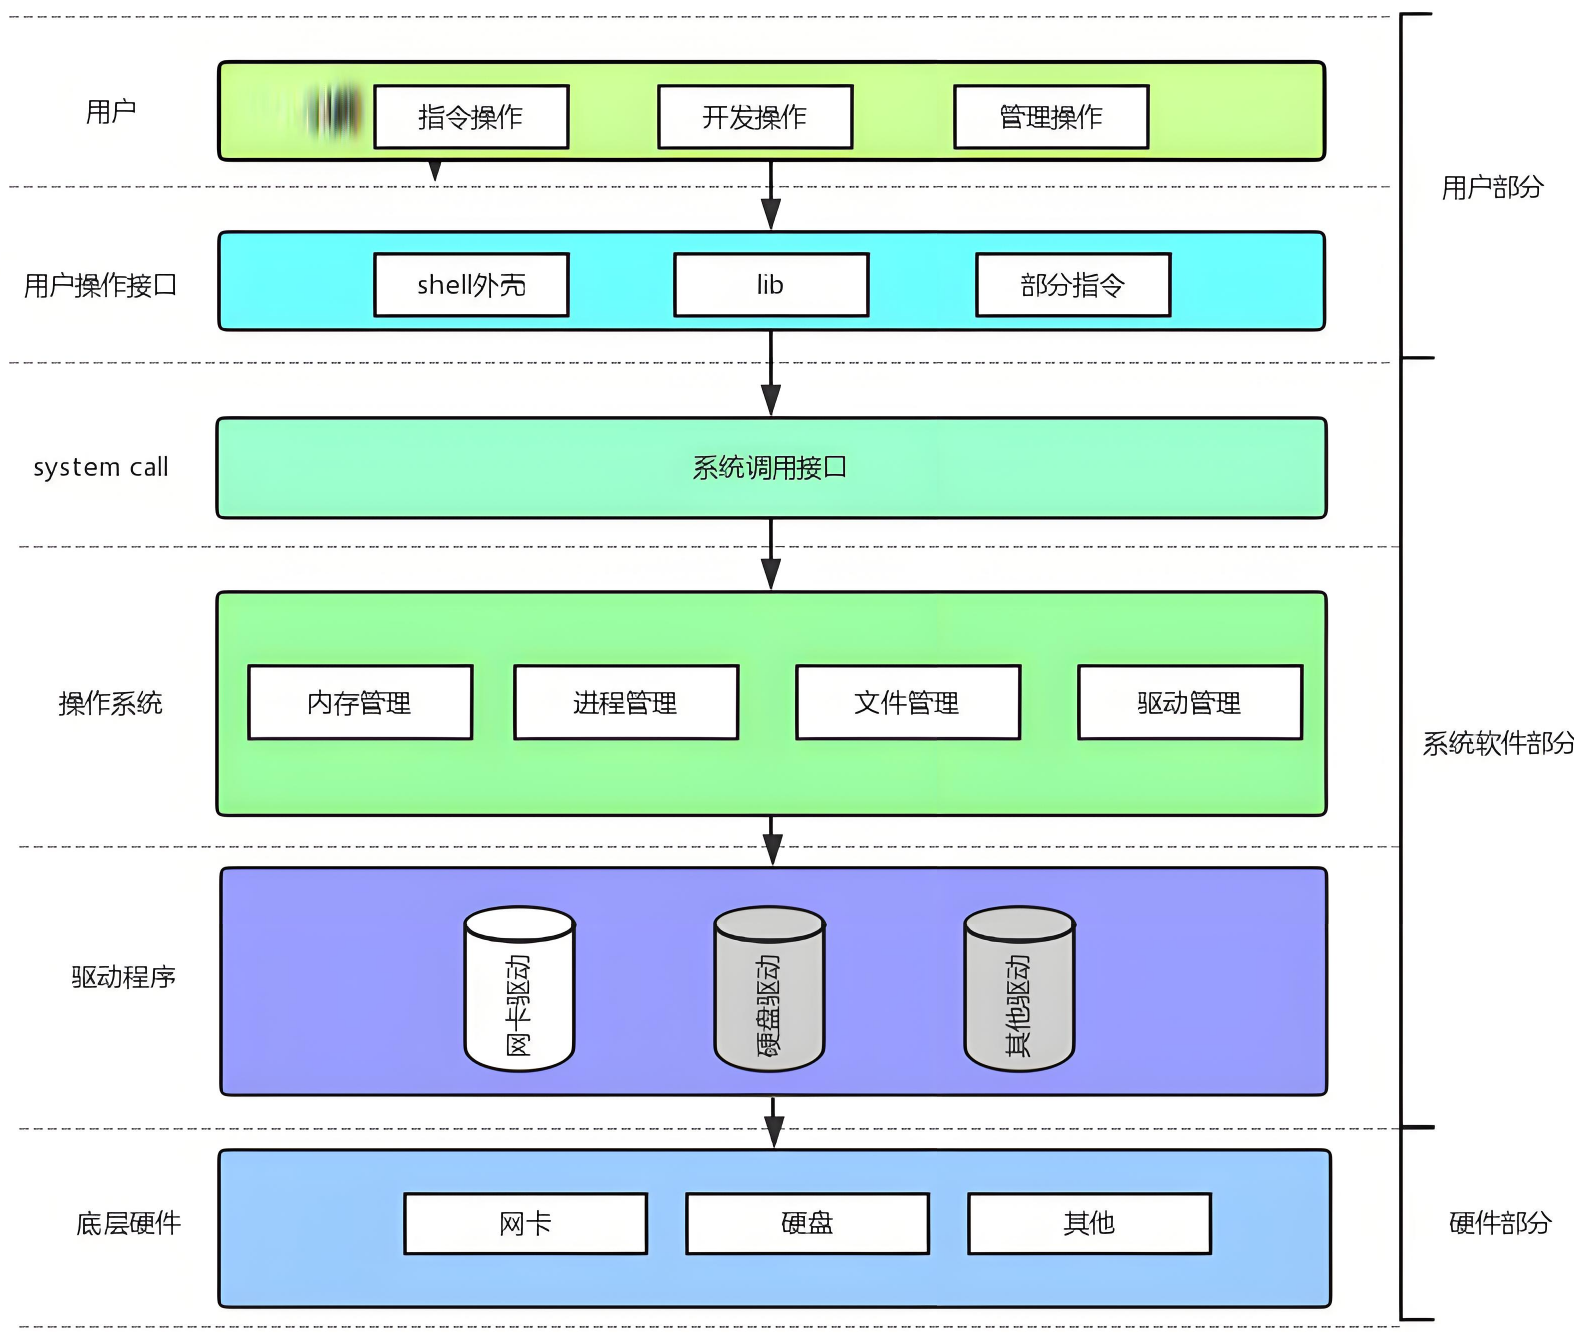 用户
指令操作
开发操作
管理操作
用户部分
用户操作接口
shell外壳
lib
部分指令
system call
系统调用接口
操作系统
内存管理
进程管理
文件管理
驱动管理
系统软件部分
驱动程序
网卡驱动
硬盘驱动
其他驱动
底层硬件
网卡
硬盘
其他
硬件部分